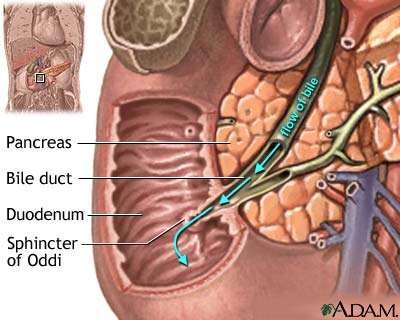 flow of bile
Pancreas
Bile duct
Duodenum
Sphincter
of Oddi
A.D.A.M.